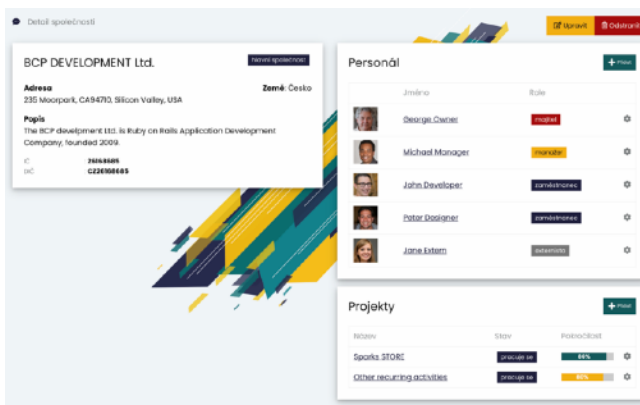 Detail společnosti
Upravit
Odstranit
BCP DEVELOPMENT Ltd.
Adresa
Země: Česko
235 Moorpark, CA94710, Silicon Valley, USA
Popis
The BCP develpment Ltd. is Ruby on Rails Application Development
Company, founded 2009.
IČ 26168685
DIČ CZ26168685
Personál
Jméno Role
George Owner majitel
Michael Manager manažer
John Developer zaměstnanec
Peter Designer zaměstnanec
Jane Extern externista
Projekty
Název Stav Pokročilost
Sparks STORE pracuje se
Other recurring activities pracuje se